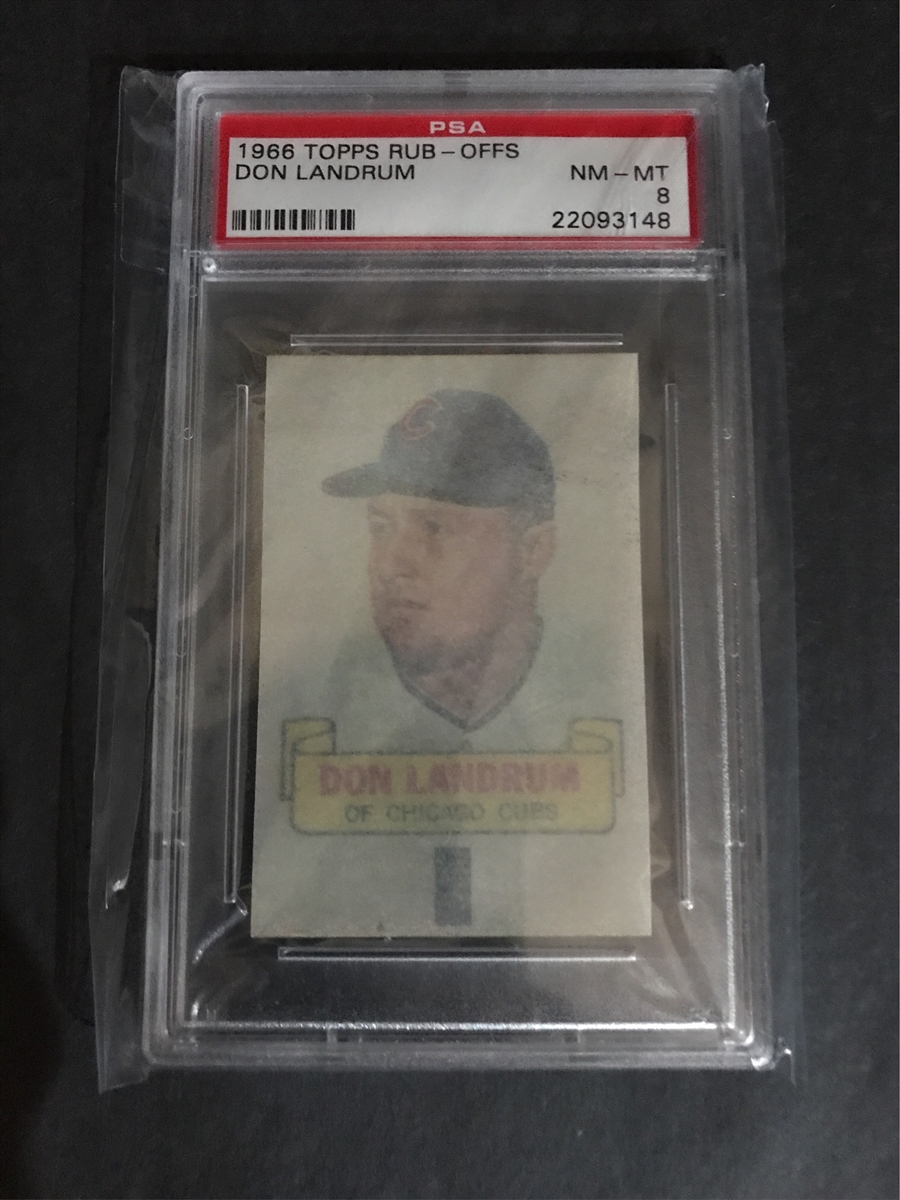 PSA
1966 TOPPS RUB-OFFS
DON LANDRUM NM-MT
8
22093148
C
DON LANDRUM
OF CHICAGO CUBS